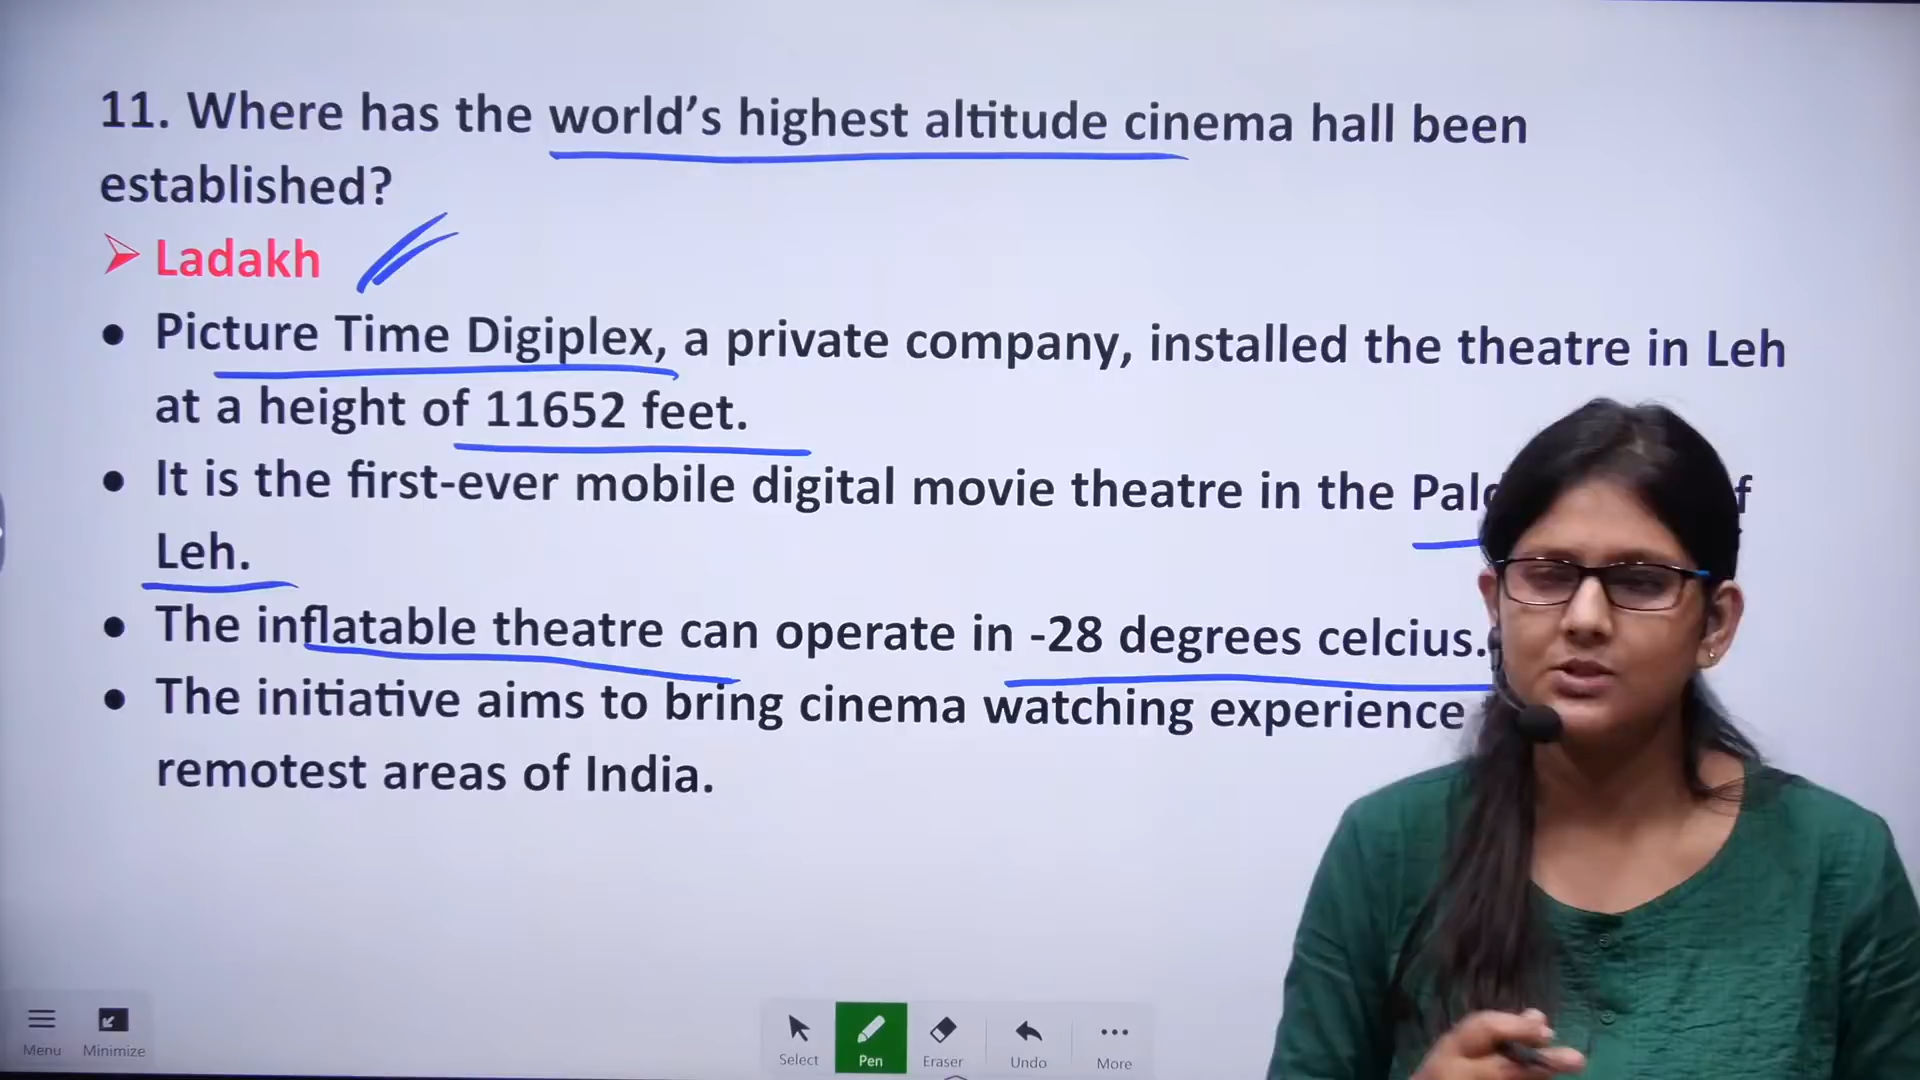 11. Where has the world's highest altitude cinema hall been
established?
➢ Ladakh
• Picture Time Digiplex, a private company, installed the theatre in Leh
at a height of 11652 feet.
• It is the first-ever mobile digital movie theatre in the
Leh.
• The inflatable theatre can operate in -28 degrees celcius.
• The initiative aims to bring cinema watching experience
remotest areas of India.
Menu Minimize Select Pen Eraser Undo More